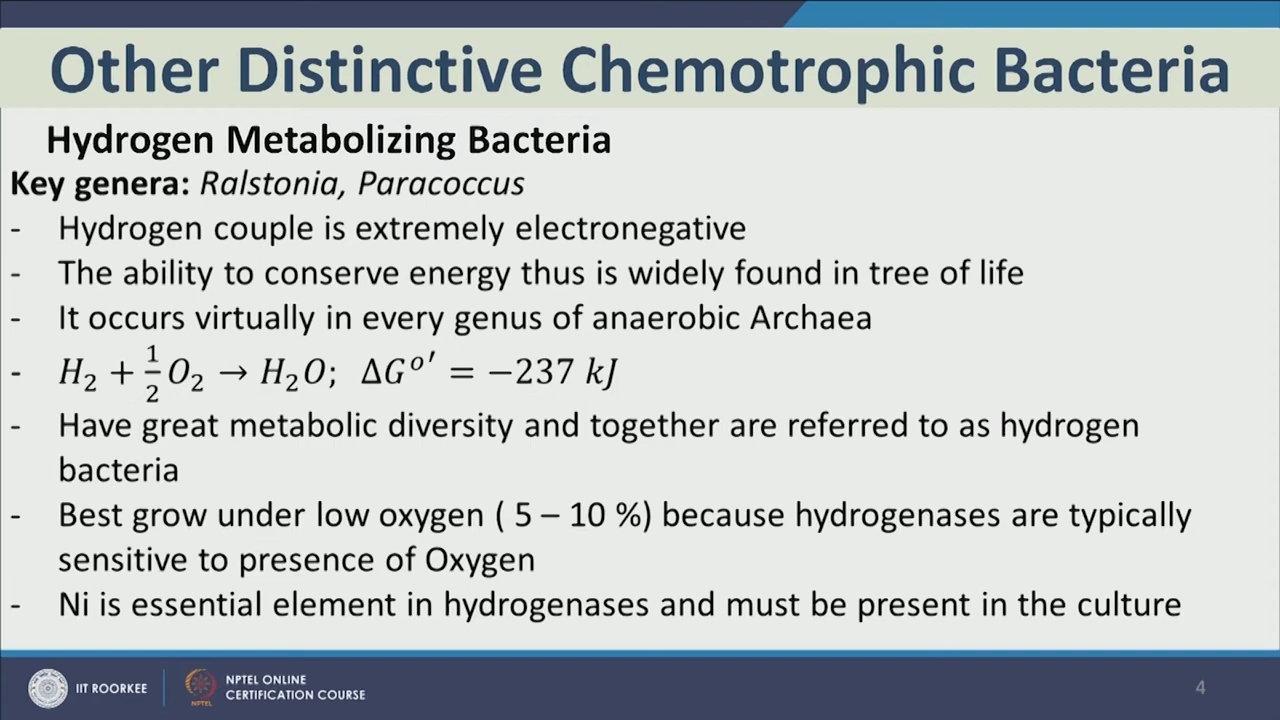 Other Distinctive Chemotrophic Bacteria
Hydrogen Metabolizing Bacteria
Key genera: Ralstonia, Paracoccus
- Hydrogen couple is extremely electronegative
- The ability to conserve energy thus is widely found in tree of life
- It occurs virtually in every genus of anaerobic Archaea
- H₂ + ½O₂ → H₂O; ΔG°′ = −237 kJ
- Have great metabolic diversity and together are referred to as hydrogen
bacteria
- Best grow under low oxygen ( 5 – 10 %) because hydrogenases are typically
sensitive to presence of Oxygen
- Ni is essential element in hydrogenases and must be present in the culture
IIT ROORKEE
NPTEL
NPTEL ONLINE
CERTIFICATION COURSE
4